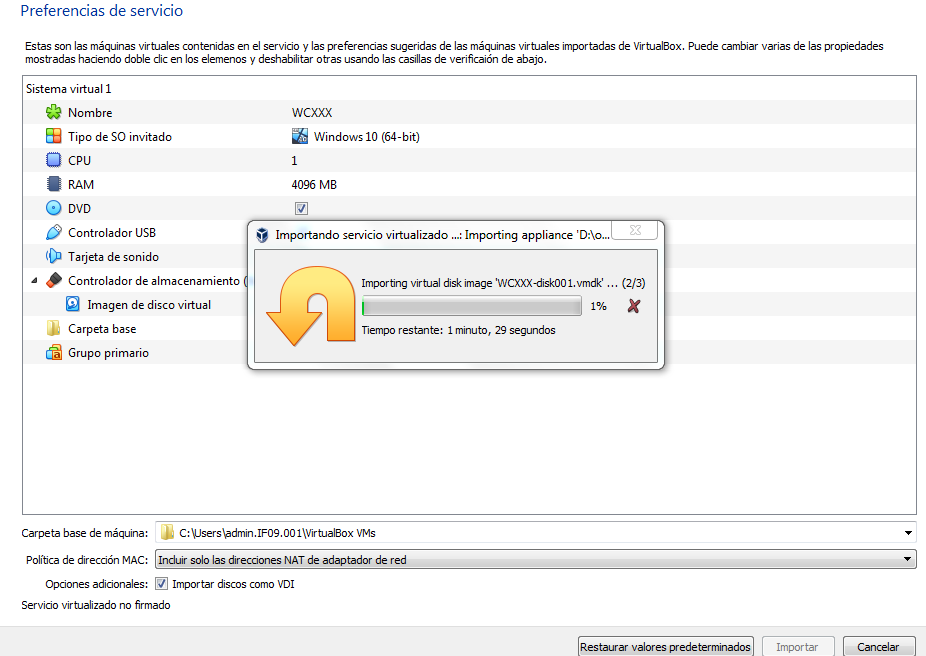 Preferencias de servicio
Estas son las máquinas virtuales contenidas en el servicio y las preferencias sugeridas de las máquinas virtuales importadas de VirtualBox. Puede cambiar varias de las propiedades
mostradas haciendo doble clic en los elemenos y deshabilitar otras usando las casillas de verificaión de abajo.
Sistema virtual 1
Nombre WCXXX
Tipo de SO invitado Windows 10 (64-bit)
CPU 1
RAM 4096 MB
DVD
Controlador USB
Tarjeta de sonido
Controlador de almacenamiento (
Imagen de disco virtual
Carpeta base
Grupo primario
Importando servicio virtualizado ...: Importing appliance 'D:\o...
Importing virtual disk image 'WCXXX-disk001.vmdk' ... (2/3)
1%
Tiempo restante: 1 minuto, 29 segundos
Carpeta base de máquina: C:\Users\admin.IF09.001\VirtualBox VMs
Política de dirección MAC: Incluir solo las direcciones NAT de adaptador de red
Opciones adicionales: Importar discos como VDI
Servicio virtualizado no firmado
Restaurar valores predeterminados Importar Cancelar